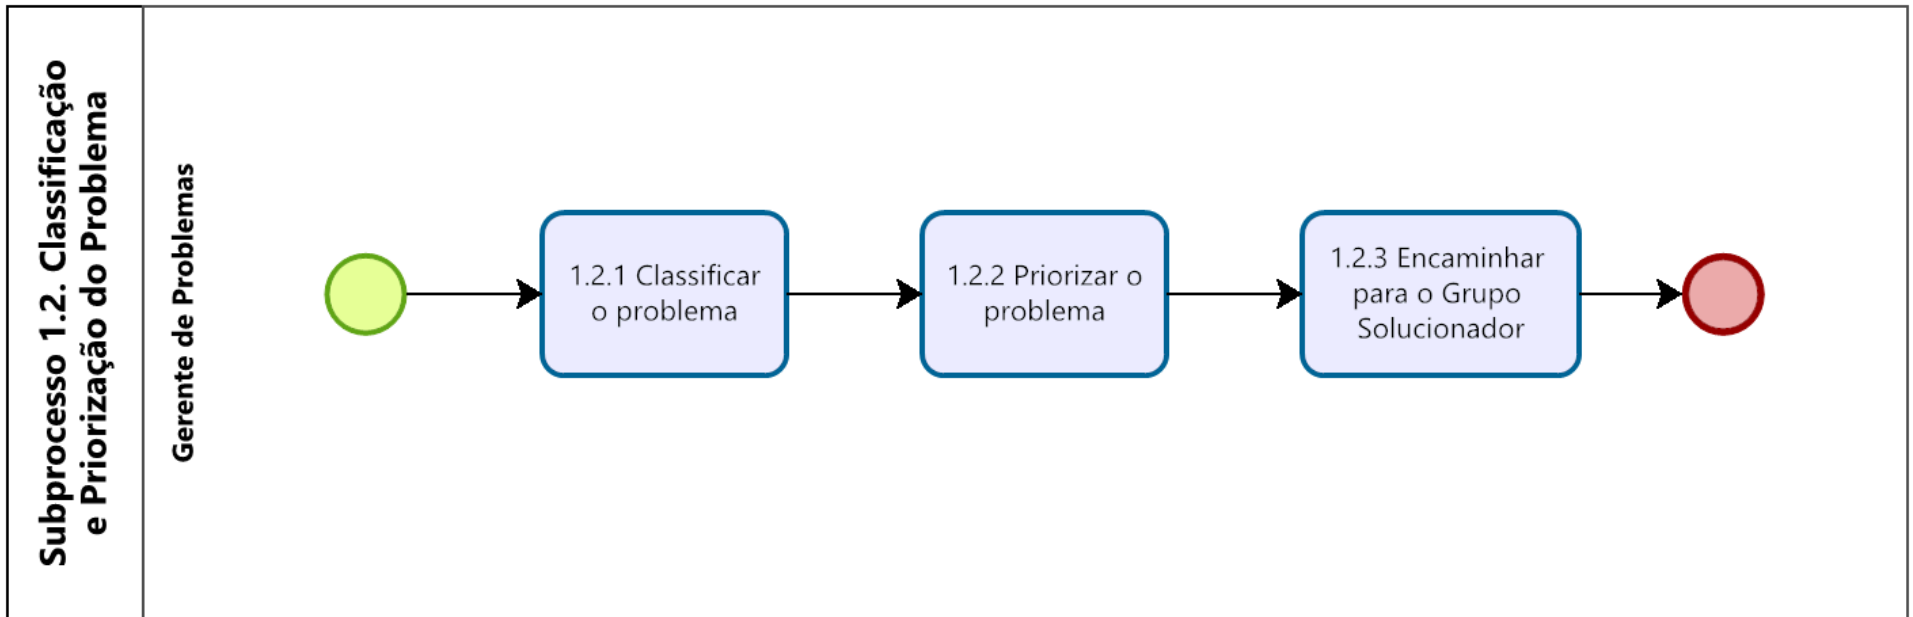 Subprocesso 1.2. Classificação
e Priorização do Problema
Gerente de Problemas
1.2.1 Classificar
o problema
1.2.2 Priorizar o
problema
1.2.3 Encaminhar
para o Grupo
Solucionador